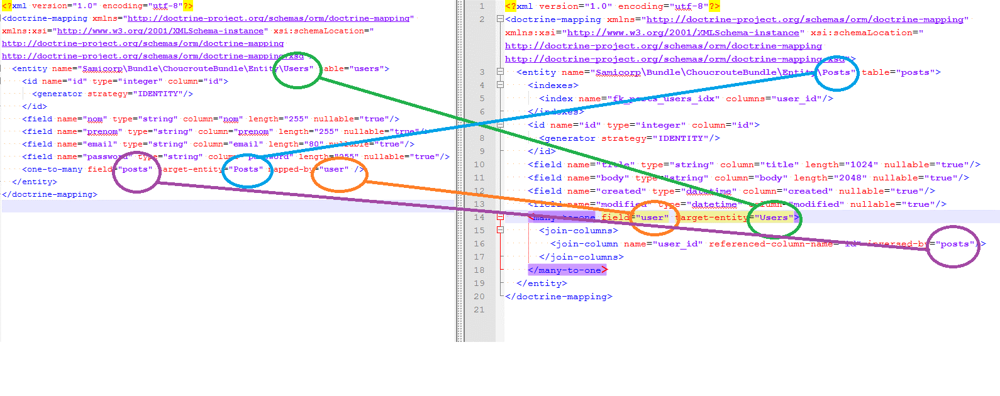 <?xml version="1.0" encoding="utf-8"?>
<doctrine-mapping xmlns="http://doctrine-project.org/schemas/orm/doctrine-mapping"
xmlns:xsi="http://www.w3.org/2001/XMLSchema-instance" xsi:schemaLocation="
http://doctrine-project.org/schemas/orm/doctrine-mapping
http://doctrine-project.org/schemas/orm/doctrine-mapping.xsd">
<entity name="Samicorp\Bundle\ChoucrouteBundle\Entity\Users" table="users">
<id name="id" type="integer" column="id">
<generator strategy="IDENTITY"/>
</id>
<field name="nom" type="string" column="nom" length="255" nullable="true"/>
<field name="prenom" type="string" column="prenom" length="255" nullable="true"/>
<field name="email" type="string" column="email" length="80" nullable="true"/>
<field name="password" type="string" column="password" length="255" nullable="true"/>
<one-to-many field="posts" target-entity="Posts" mapped-by="user" />
</entity>
</doctrine-mapping>
1 <?xml version="1.0" encoding="utf-8"?>
2 <doctrine-mapping xmlns="http://doctrine-project.org/schemas/orm/doctrine-mapping"
xmlns:xsi="http://www.w3.org/2001/XMLSchema-instance" xsi:schemaLocation="
http://doctrine-project.org/schemas/orm/doctrine-mapping
http://doctrine-project.org/schemas/orm/doctrine-mapping.xsd">
3 <entity name="Samicorp\Bundle\ChoucrouteBundle\Entity\Posts" table="posts">
4 <indexes>
5 <index name="fk_posts_users_idx" columns="user_id"/>
6 </indexes>
7 <id name="id" type="integer" column="id">
8 <generator strategy="IDENTITY"/>
9 </id>
10 <field name="title" type="string" column="title" length="1024" nullable="true"/>
11 <field name="body" type="string" column="body" length="2048" nullable="true"/>
12 <field name="created" type="datetime" column="created" nullable="true"/>
13 <field name="modified" type="datetime" column="modified" nullable="true"/>
14 <many-to-one field="user" target-entity="Users">
15 <join-columns>
16 <join-column name="user_id" referenced-column-name="id" inversed-by="posts"/>
17 </join-columns>
18 </many-to-one>
19 </entity>
20 </doctrine-mapping>
21